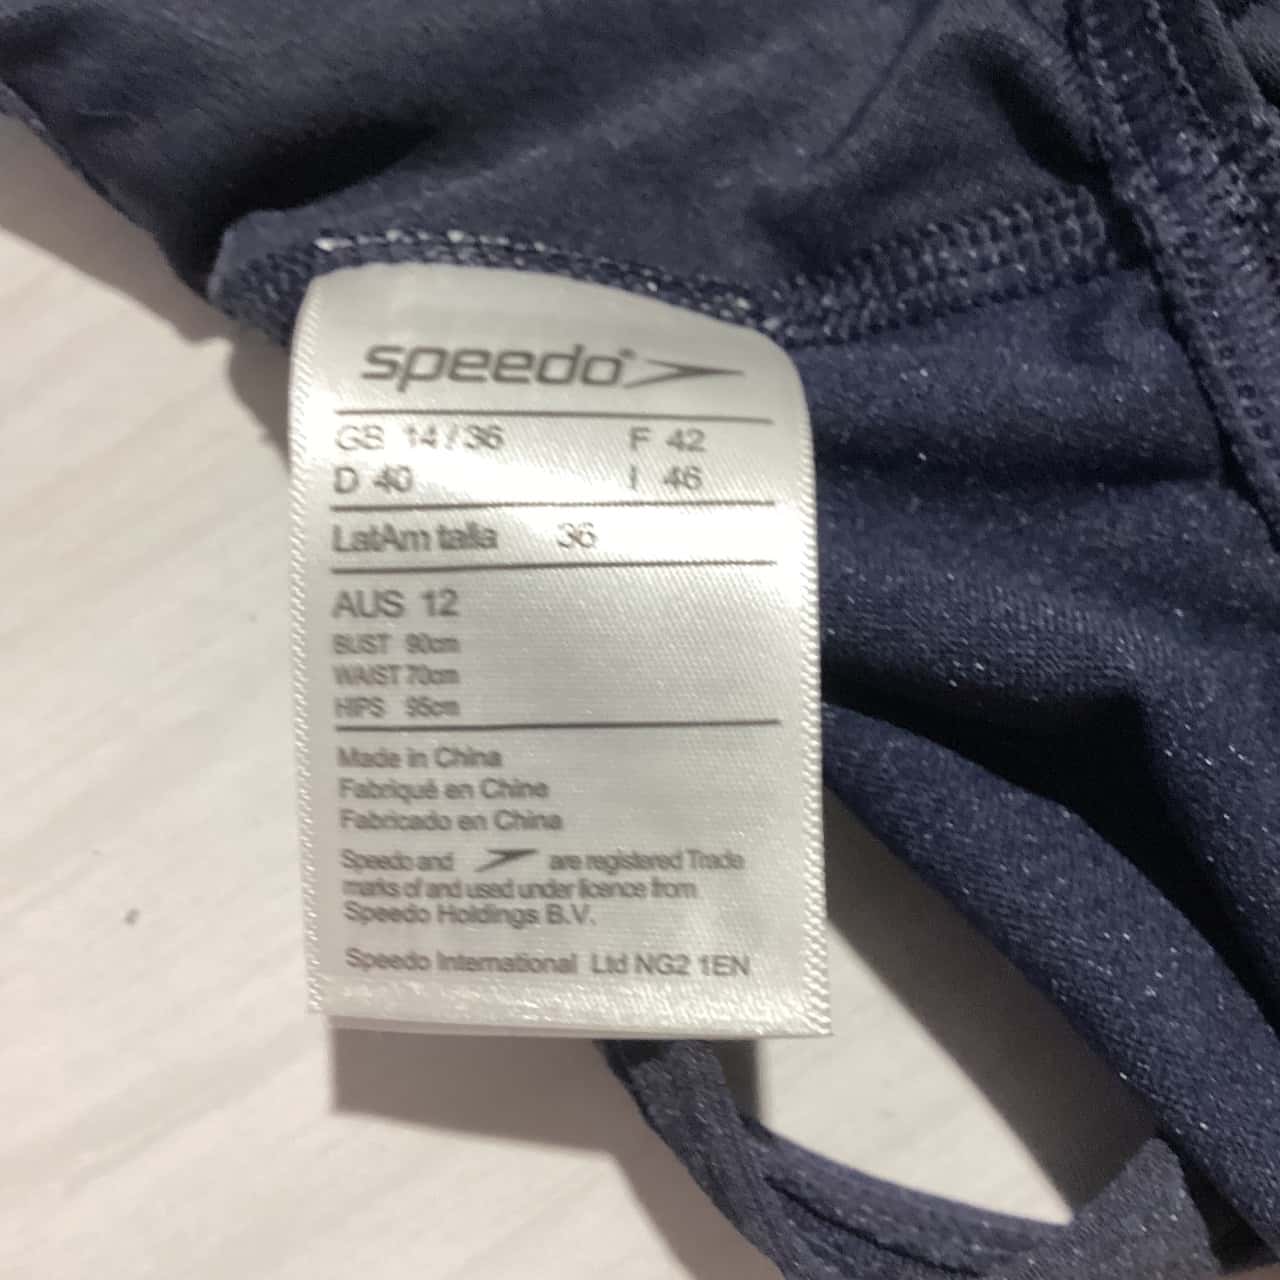 speedo
GB 14/36 F 42
D 40 I 46
LatAm talla 36
AUS 12
BUST 90cm
WAIST 70cm
HIPS 95cm
Made in China
Fabriqué en Chine
Fabricado en China
Speedo and are registered Trade
marks of and used under licence from
Speedo Holdings B.V.
Speedo International Ltd NG2 1EN